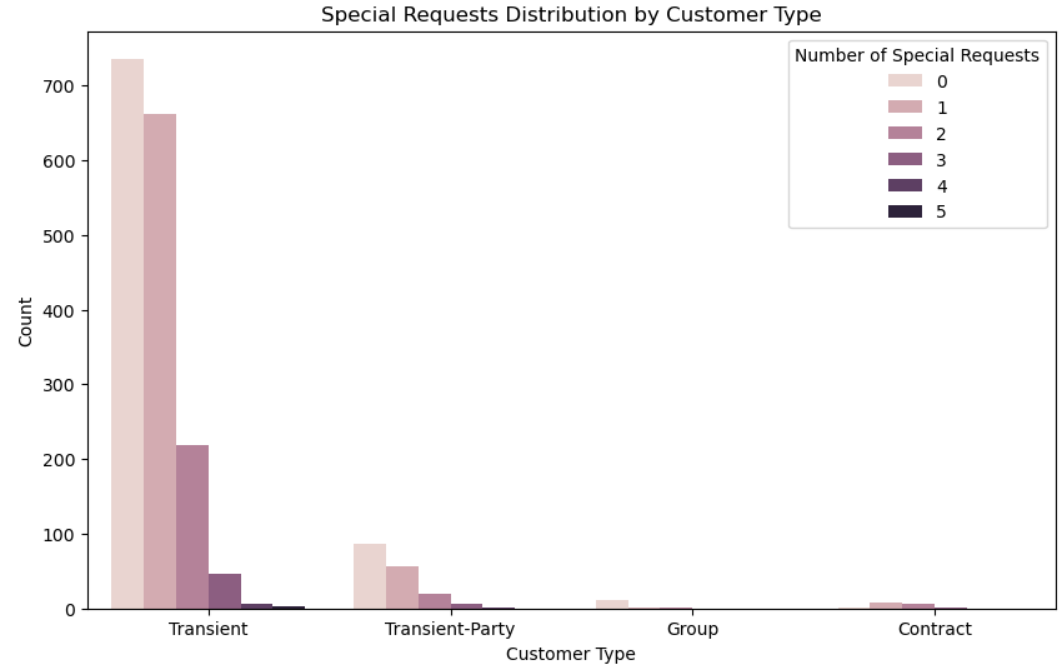 Special Requests Distribution by Customer Type
Number of Special Requests
0
1
2
3
4
5
Count
700
600
500
400
300
200
100
0
Transient Transient-Party Group Contract
Customer Type